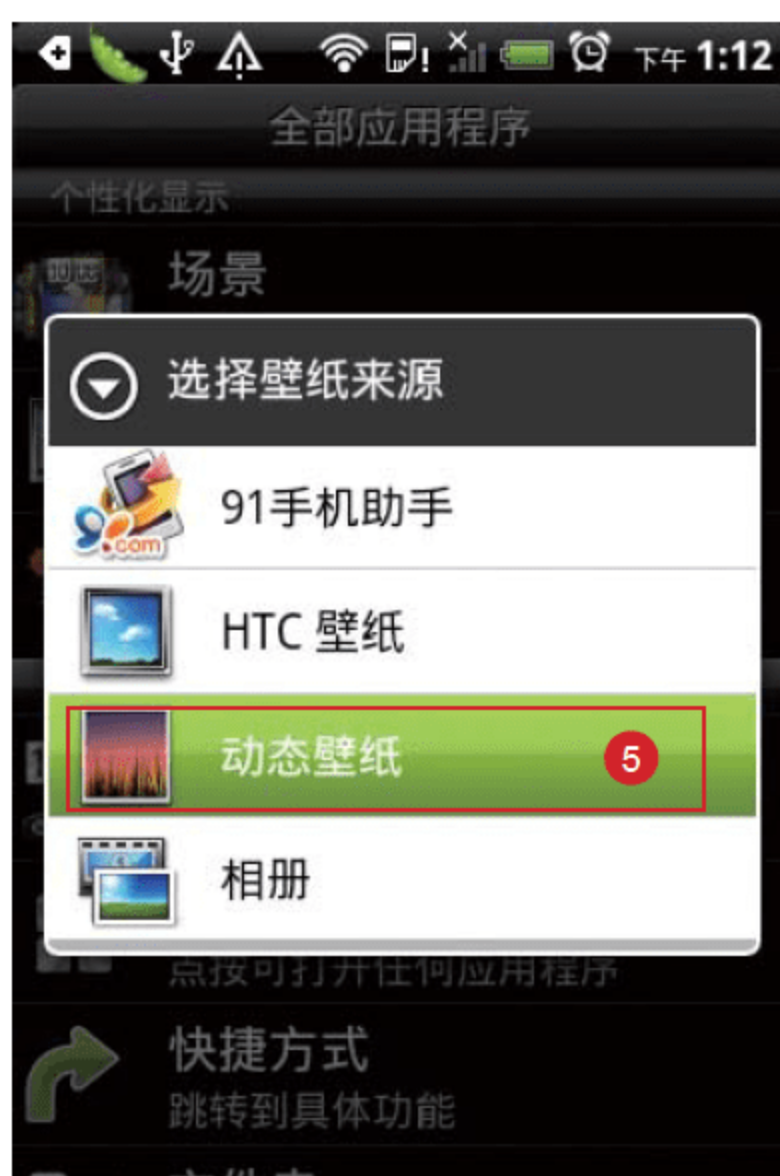 下午 1:12
全部应用程序
个性化显示
场景
选择壁纸来源
91手机助手
HTC 壁纸
动态壁纸 5
相册
点按可打开任何应用程序
快捷方式
跳转到具体功能